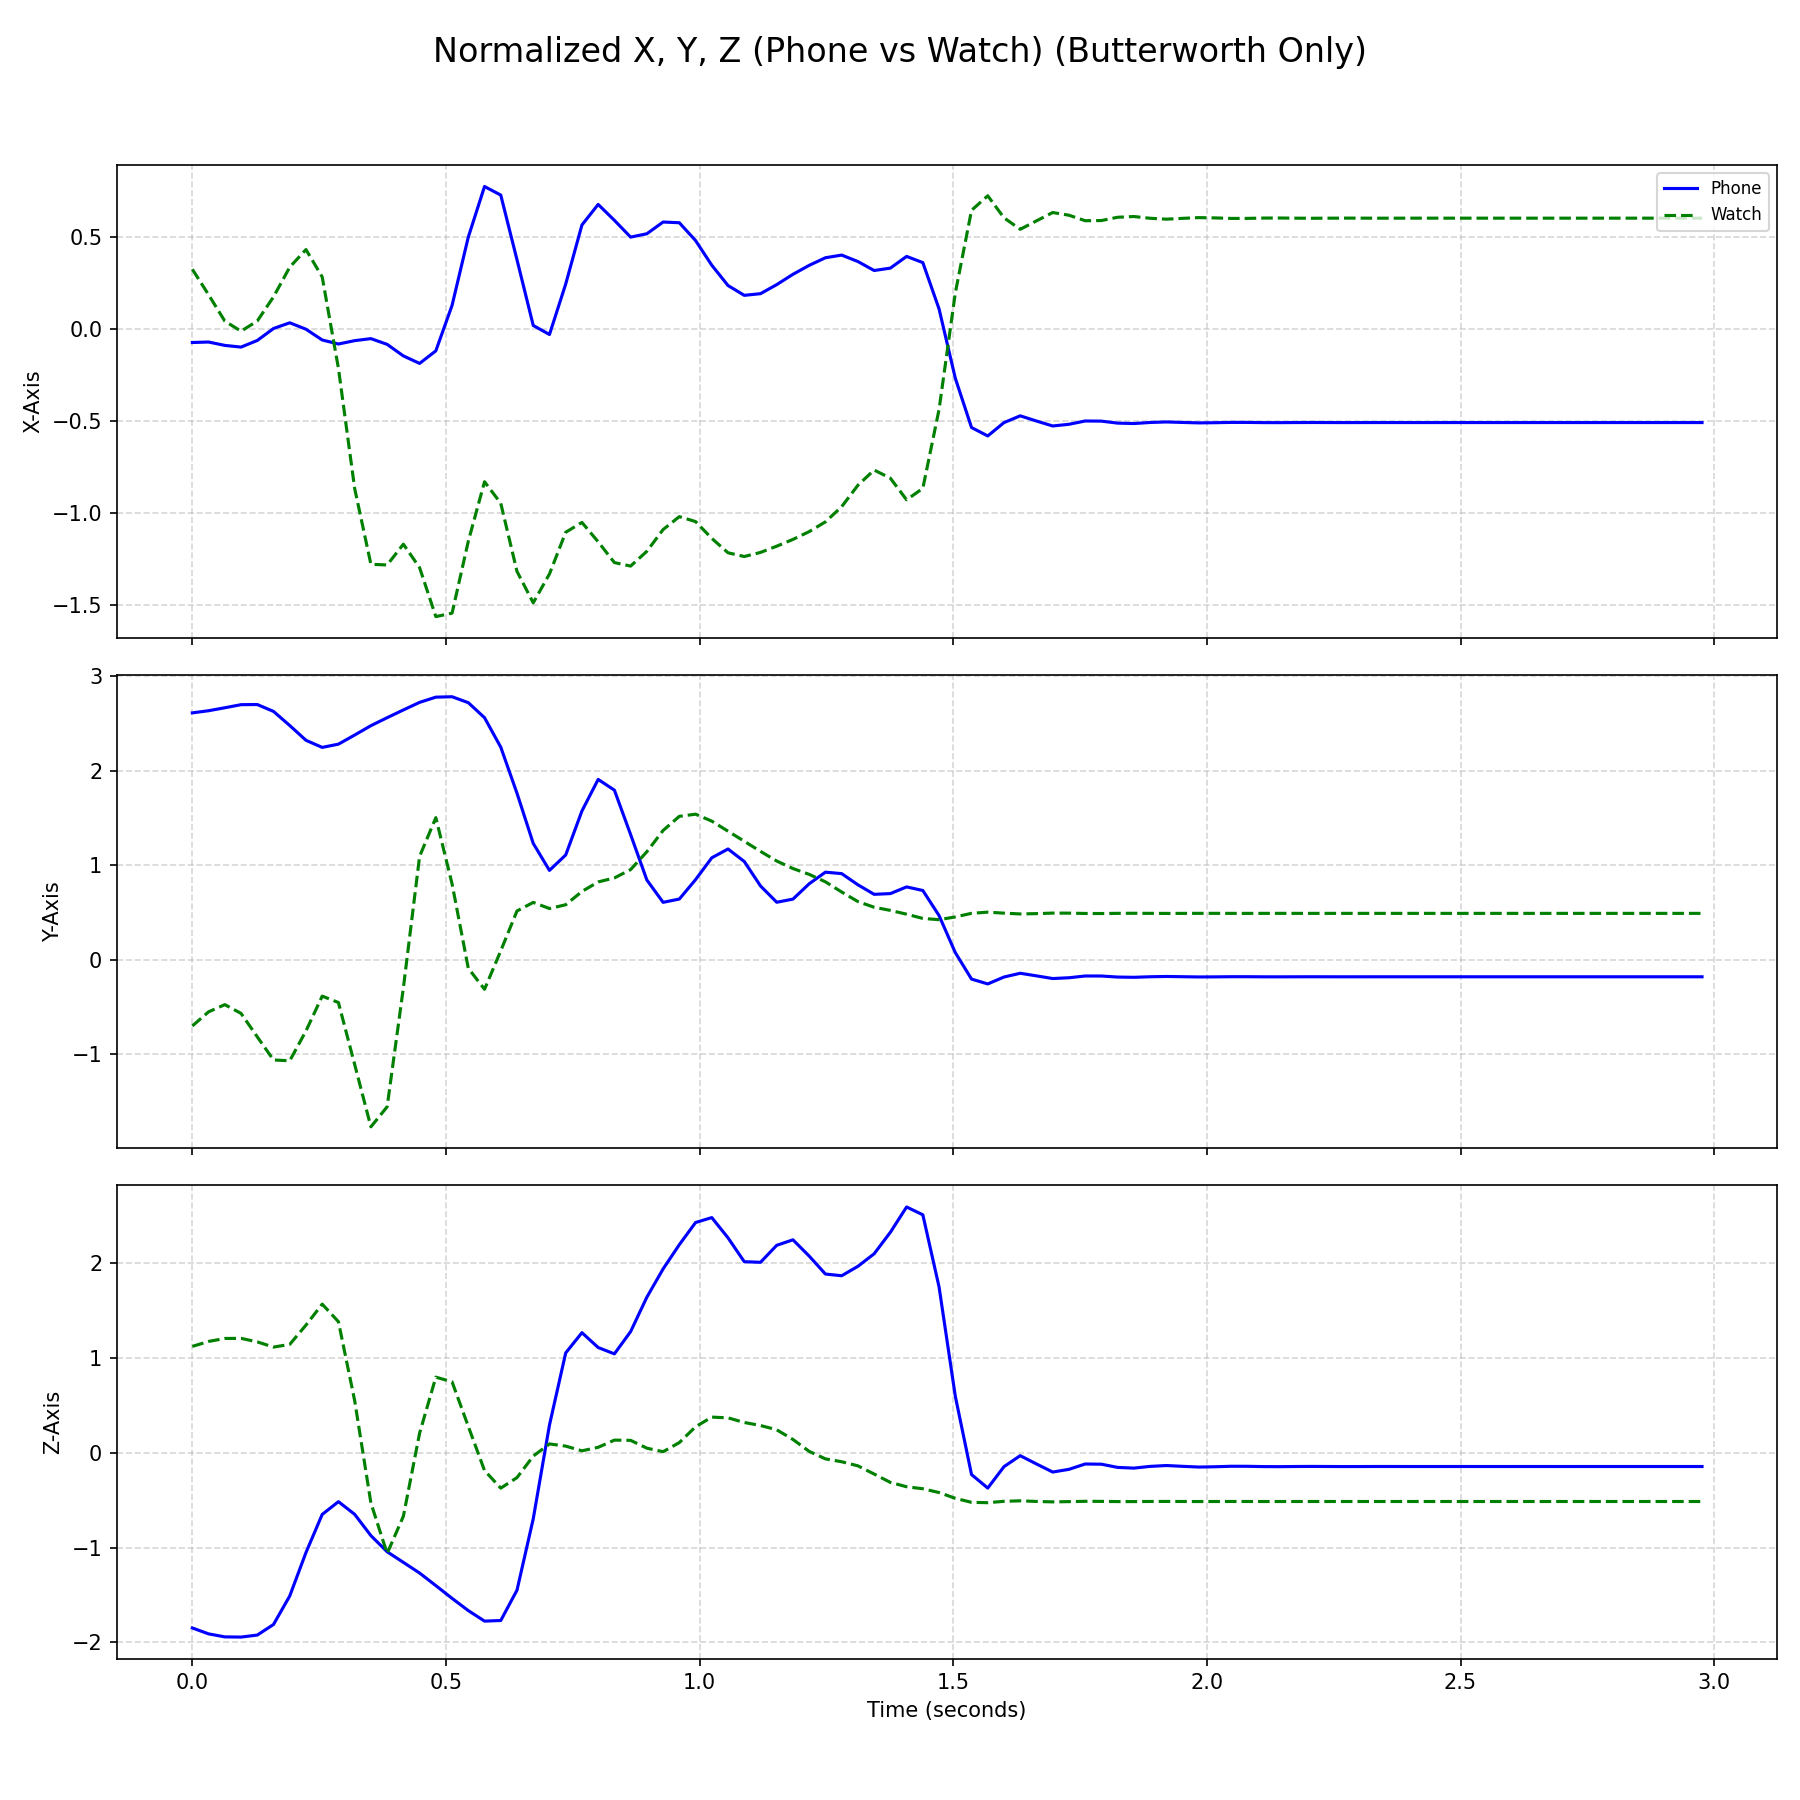 Normalized X, Y, Z (Phone vs Watch) (Butterworth Only)
Phone
Watch
0.5
0.0
−0.5
−1.0
−1.5
X-Axis
3
2
1
0
−1
Y-Axis
2
1
0
−1
−2
Z-Axis
0.0 0.5 1.0 1.5 2.0 2.5 3.0
Time (seconds)